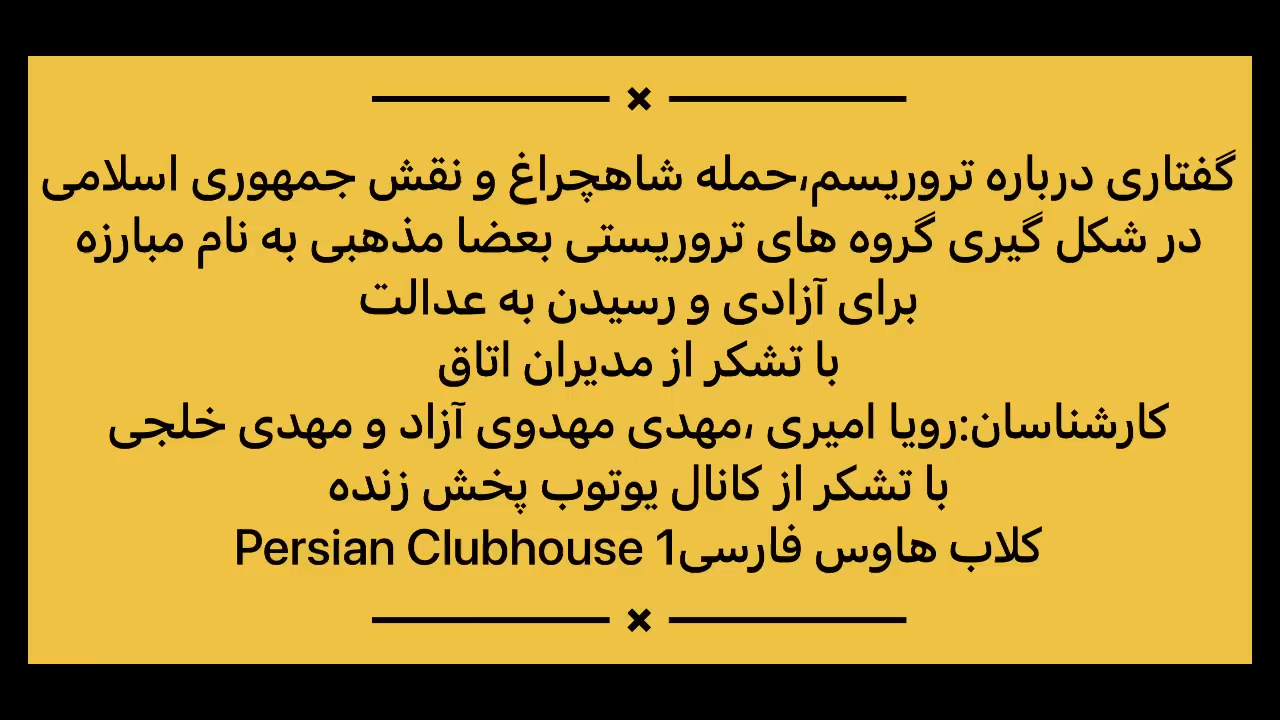 گفتاری درباره تروریسم،حمله شاهچراغ و نقش جمهوری اسلامی
در شکل گیری گروه های تروریستی بعضا مذهبی به نام مبارزه
برای آزادی و رسیدن به عدالت
با تشکر از مدیران اتاق
کارشناسان:رویا امیری ،مهدی مهدوی آزاد و مهدی خلجی
با تشکر از کانال یوتوب پخش زنده
کلاب هاوس فارسی1 Persian Clubhouse